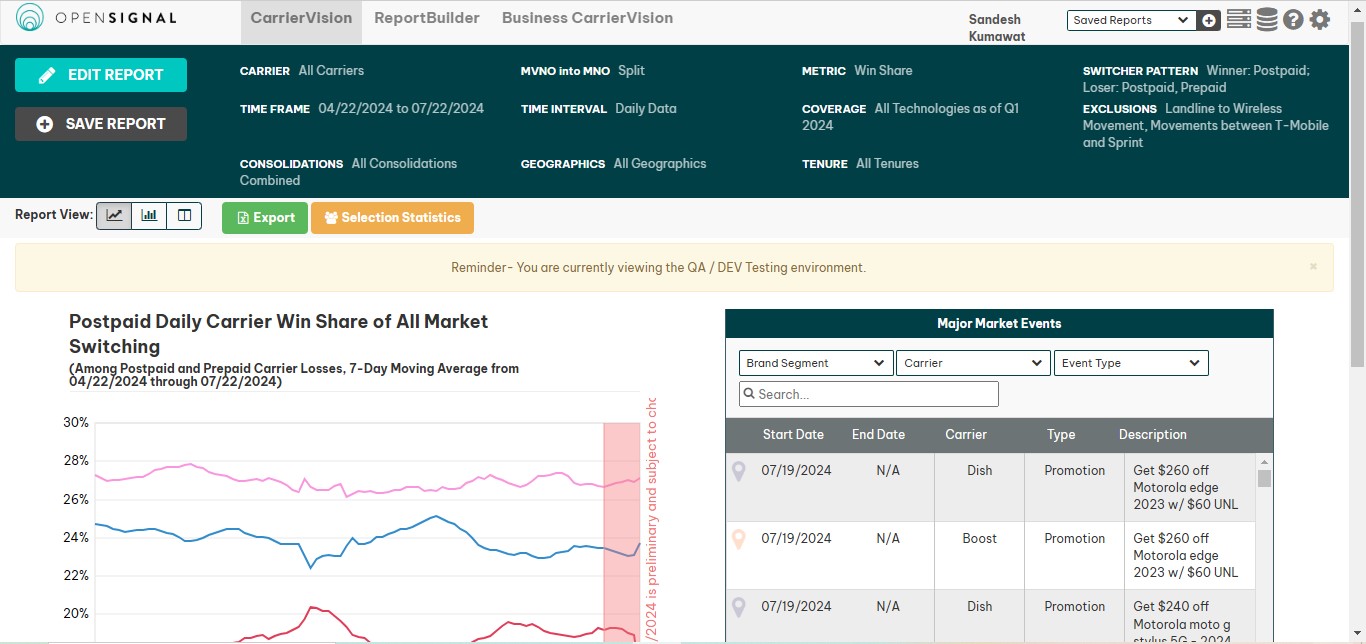 OPENSIGNAL
CarrierVision
ReportBuilder
Business CarrierVision
Sandesh
Kumawat
Saved Reports
EDIT REPORT
SAVE REPORT
CARRIER All Carriers
MVNO into MNO Split
METRIC Win Share
SWITCHER PATTERN Winner: Postpaid;
Loser: Postpaid, Prepaid
TIME FRAME 04/22/2024 to 07/22/2024
TIME INTERVAL Daily Data
COVERAGE All Technologies as of Q1
2024
EXCLUSIONS Landline to Wireless
Movement, Movements between T-Mobile
and Sprint
CONSOLIDATIONS All Consolidations
Combined
GEOGRAPHICS All Geographics
TENURE All Tenures
Report View:
Export
Selection Statistics
Reminder- You are currently viewing the QA / DEV Testing environment.
×
Postpaid Daily Carrier Win Share of All Market
Switching
(Among Postpaid and Prepaid Carrier Losses, 7-Day Moving Average from
04/22/2024 through 07/22/2024)
30%
28%
26%
24%
22%
20%
/2024 is preliminary and subject to
Major Market Events
Brand Segment
Carrier
Event Type
Search...
Start Date End Date Carrier Type Description
07/19/2024 N/A Dish Promotion Get $260 off
Motorola edge
2023 w/ $60 UNL
07/19/2024 N/A Boost Promotion Get $260 off
Motorola edge
2023 w/ $60 UNL
07/19/2024 N/A Dish Promotion Get $240 off
Motorola moto g
stylus 5G - 2024